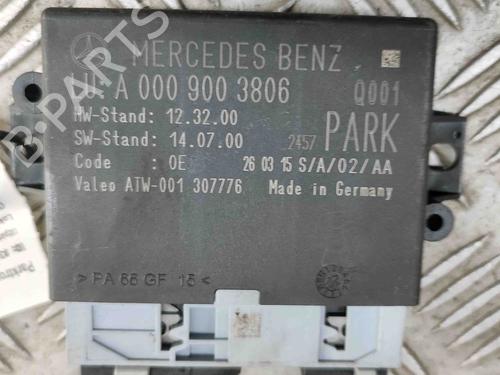 MERCEDES BENZ
A 000 900 3806
Q001
HW-Stand: 12.32.00
SW-Stand: 14.07.00
2457 PARK
Code : 0E
26 03 15 S/A/02/AA
Valeo ATW-001 307776 Made in Germany
>PA 66 GF 15<
B-PARTS